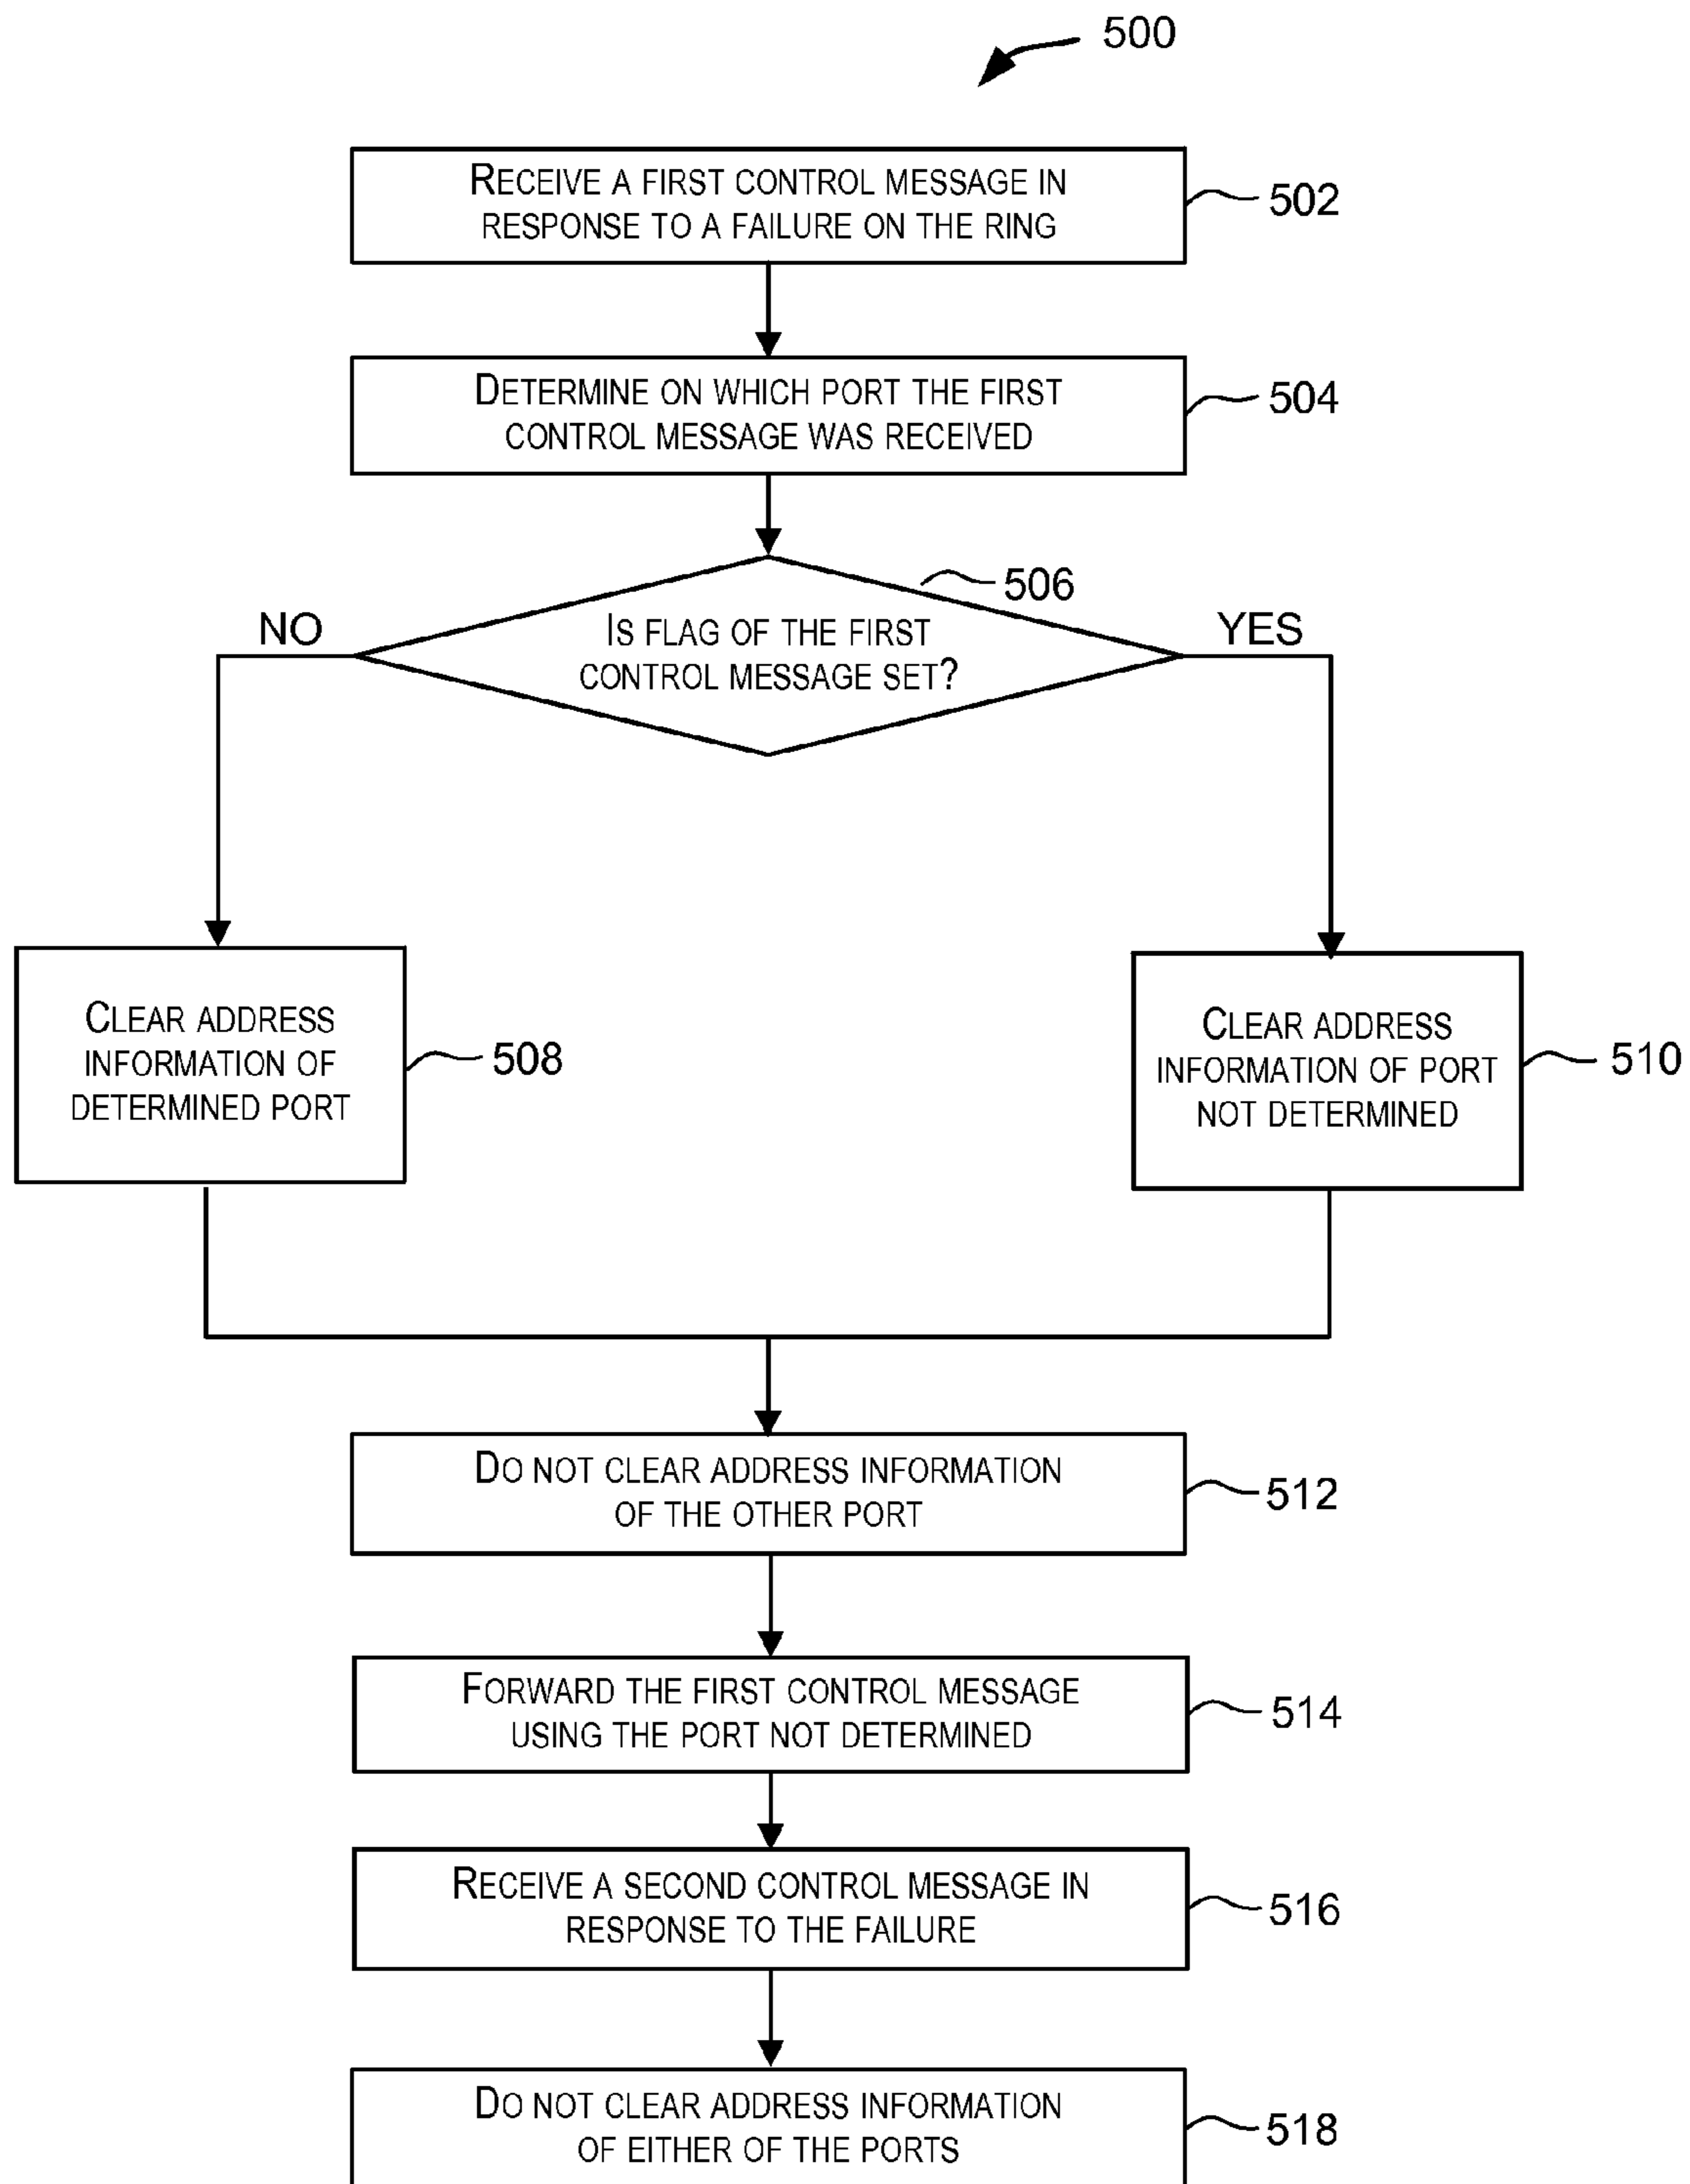 500
RECEIVE A FIRST CONTROL MESSAGE IN
RESPONSE TO A FAILURE ON THE RING
502
DETERMINE ON WHICH PORT THE FIRST
CONTROL MESSAGE WAS RECEIVED
504
506
NO
IS FLAG OF THE FIRST
CONTROL MESSAGE SET?
YES
CLEAR ADDRESS
INFORMATION OF
DETERMINED PORT
508
CLEAR ADDRESS
INFORMATION OF PORT
NOT DETERMINED
510
DO NOT CLEAR ADDRESS INFORMATION
OF THE OTHER PORT
512
FORWARD THE FIRST CONTROL MESSAGE
USING THE PORT NOT DETERMINED
514
RECEIVE A SECOND CONTROL MESSAGE IN
RESPONSE TO THE FAILURE
516
DO NOT CLEAR ADDRESS INFORMATION
OF EITHER OF THE PORTS
518